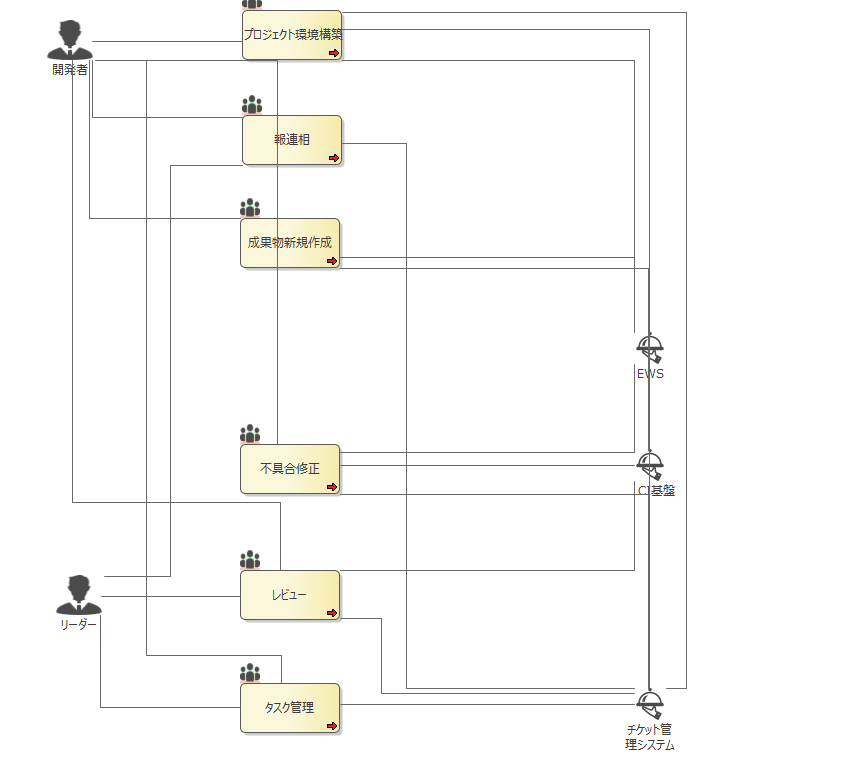 プロジェクト環境構築
開発者
報連相
成果物新規作成
EWS
不具合修正
CI基盤
レビュー
リーダー
タスク管理
チケット管
理システム